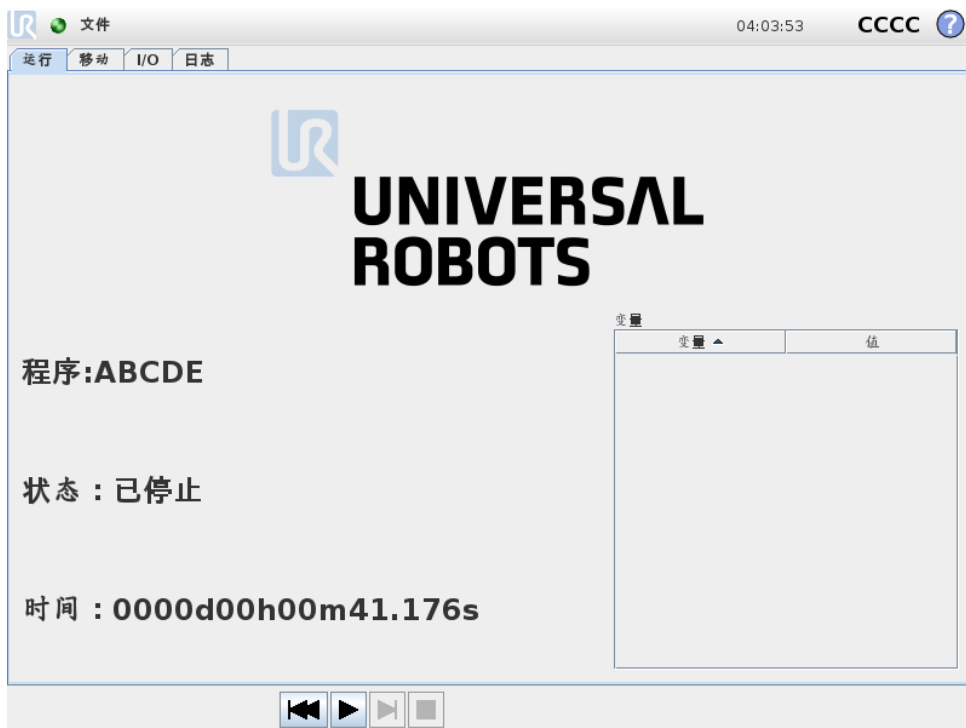 文件 04:03:53 CCCC ?
运行 移动 I/O 日志
UR
UNIVERSAL
ROBOTS
变量
变量 值
程序:ABCDE
状态：已停止
时间：0000d00h00m41.176s